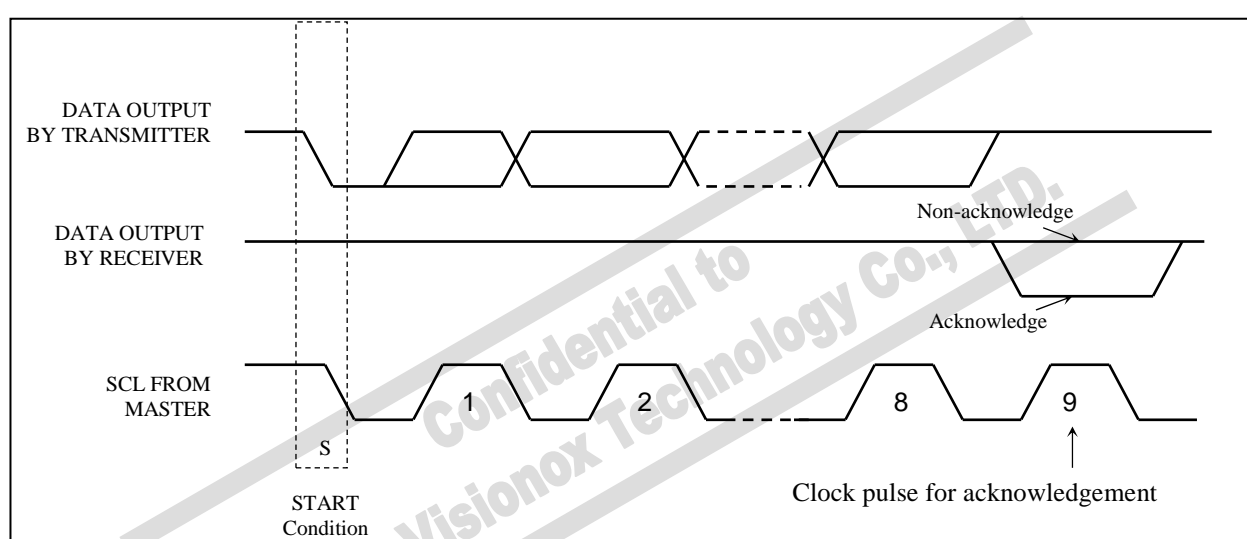 DATA OUTPUT
BY TRANSMITTER
Non-acknowledge
DATA OUTPUT
BY RECEIVER
Acknowledge
SCL FROM
MASTER
1
2
8
9
S
START
Condition
Clock pulse for acknowledgement
Confidential to
Visionox Technology Co., LTD.